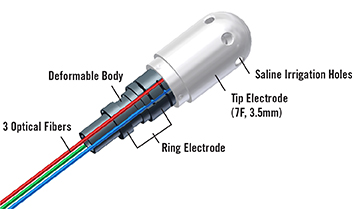 Deformable Body
Saline Irrigation Holes
Tip Electrode
(7F, 3.5mm)
3 Optical Fibers
Ring Electrode